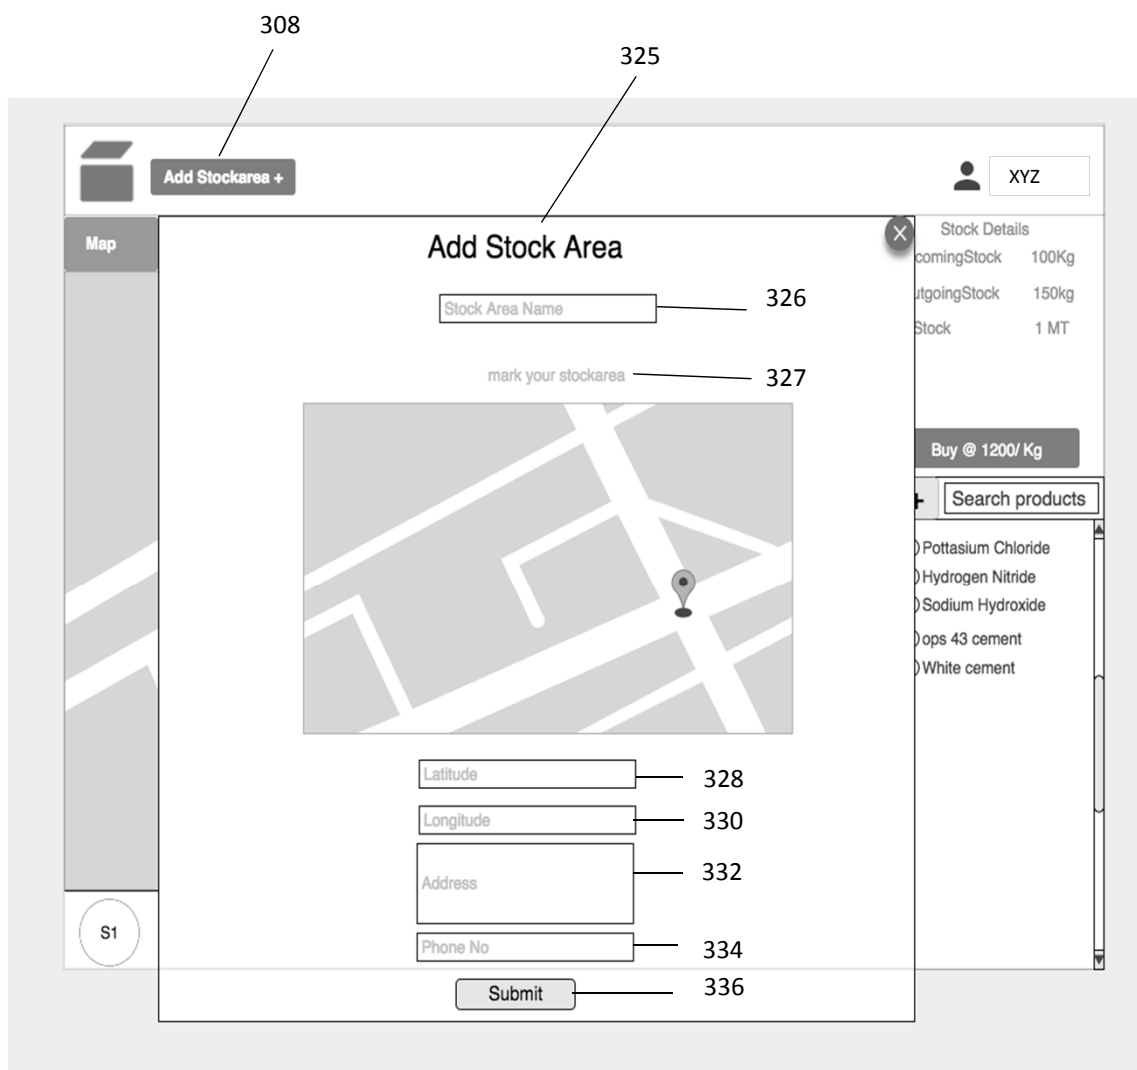 308
325
Add Stockarea +
XYZ
Map
Add Stock Area
X
Stock Details
comingStock 100Kg
utgoingStock 150kg
Stock 1 MT
Stock Area Name
326
mark your stockarea
327
Buy @ 1200/ Kg
+ Search products
Pottasium Chloride
Hydrogen Nitride
Sodium Hydroxide
ops 43 cement
White cement
Latitude
328
Longitude
330
Address
332
S1
Phone No
334
Submit
336